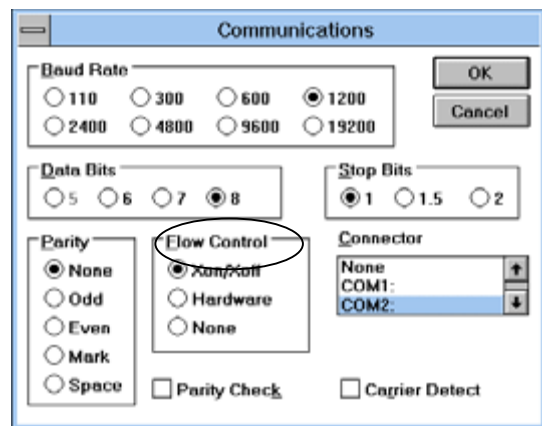 Communications
Baud Rate
110 300 600 1200
2400 4800 9600 19200
OK
Cancel
Data Bits
5 6 7 8
Stop Bits
1 1.5 2
Parity
None
Odd
Even
Mark
Space
Flow Control
Xon/Xoff
Hardware
None
Connector
None
COM1:
COM2:
Parity Check
Carrier Detect